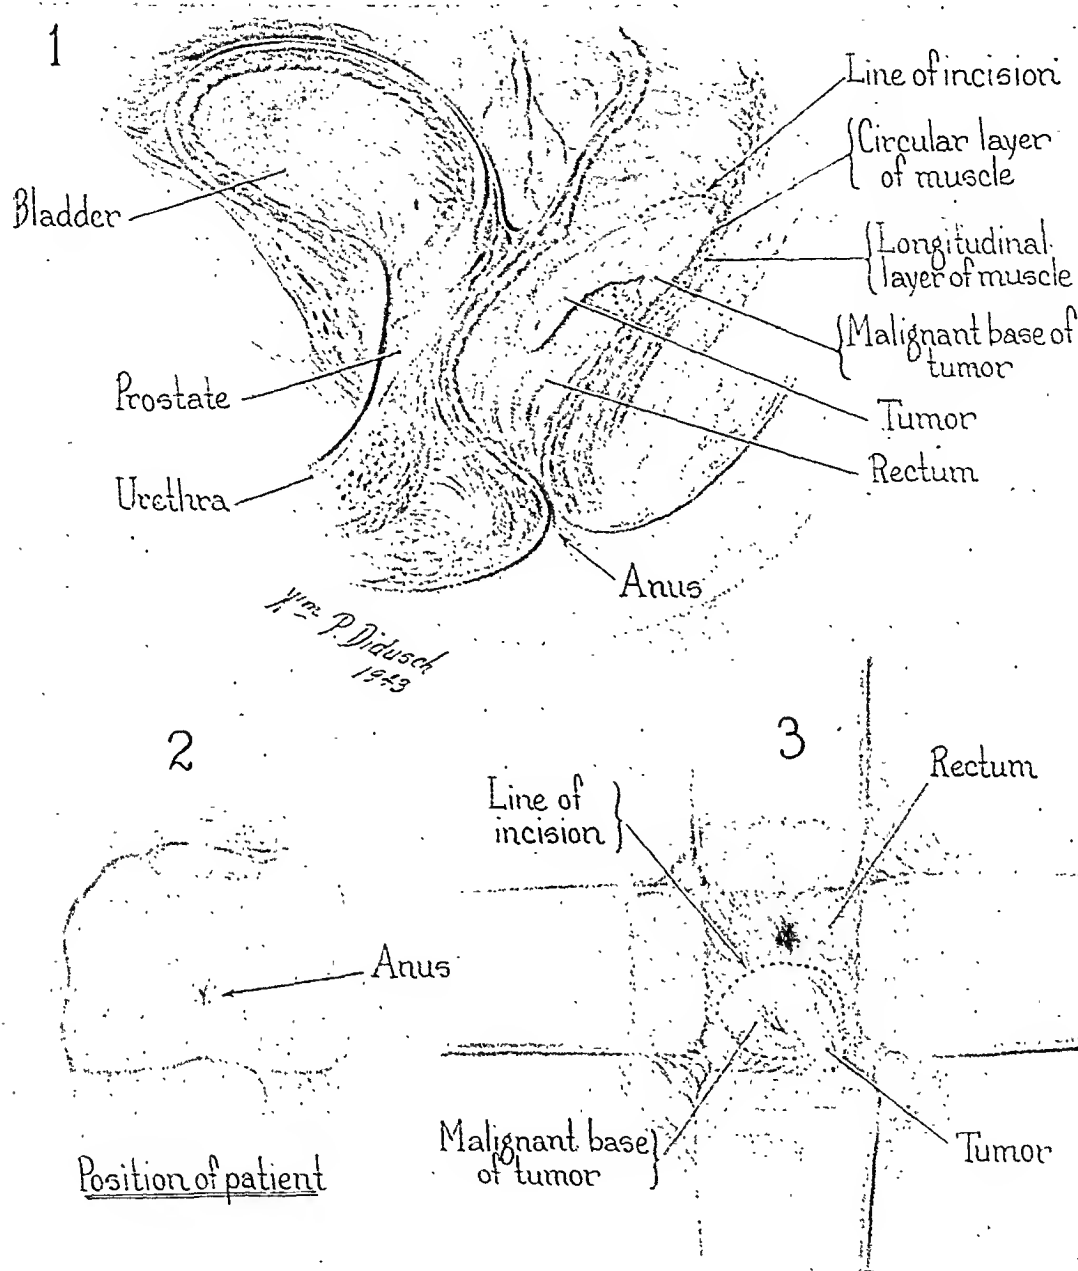 1
Line of incision
Circular layer
of muscle
Bladder
Longitudinal
layer of muscle
Malignant base of
tumor
Prostate
Tumor
Rectum
Urethra
Anus
Wm P. Didusch
1943
2
3
Rectum
Line of
incision
Anus
Malignant base
of tumor
Tumor
Position of patient